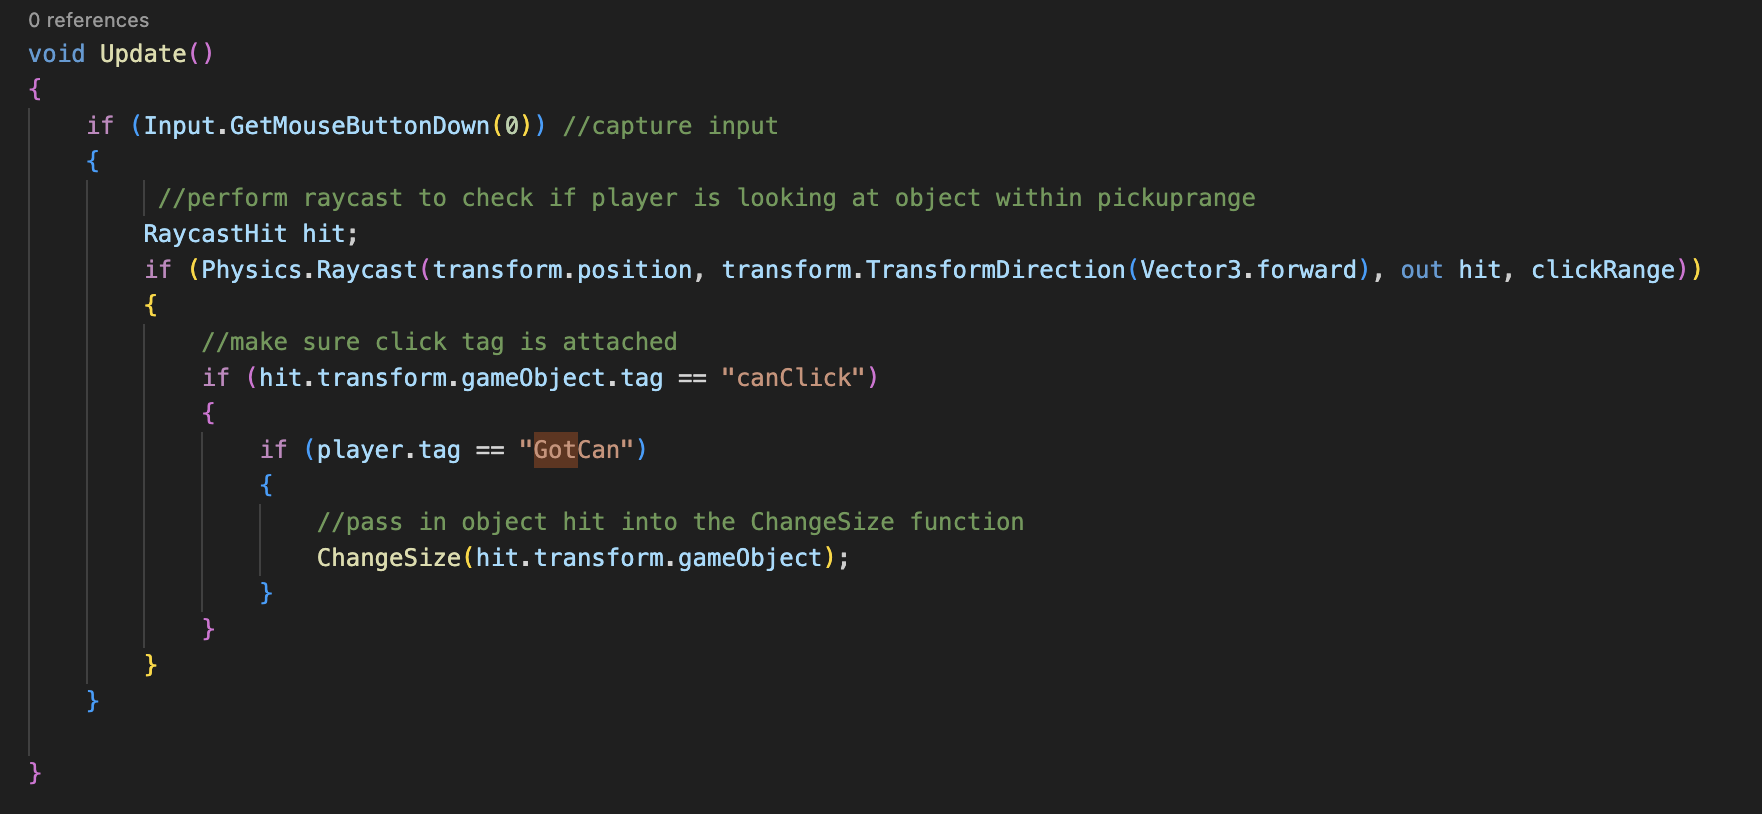 0 references
void Update()
{
if (Input.GetMouseButtonDown(0)) //capture input
{
//perform raycast to check if player is looking at object within pickuprange
RaycastHit hit;
if (Physics.Raycast(transform.position, transform.TransformDirection(Vector3.forward), out hit, clickRange))
{
//make sure click tag is attached
if (hit.transform.gameObject.tag == "canClick")
{
if (player.tag == "GotCan")
{
//pass in object hit into the ChangeSize function
ChangeSize(hit.transform.gameObject);
}
}
}
}
}